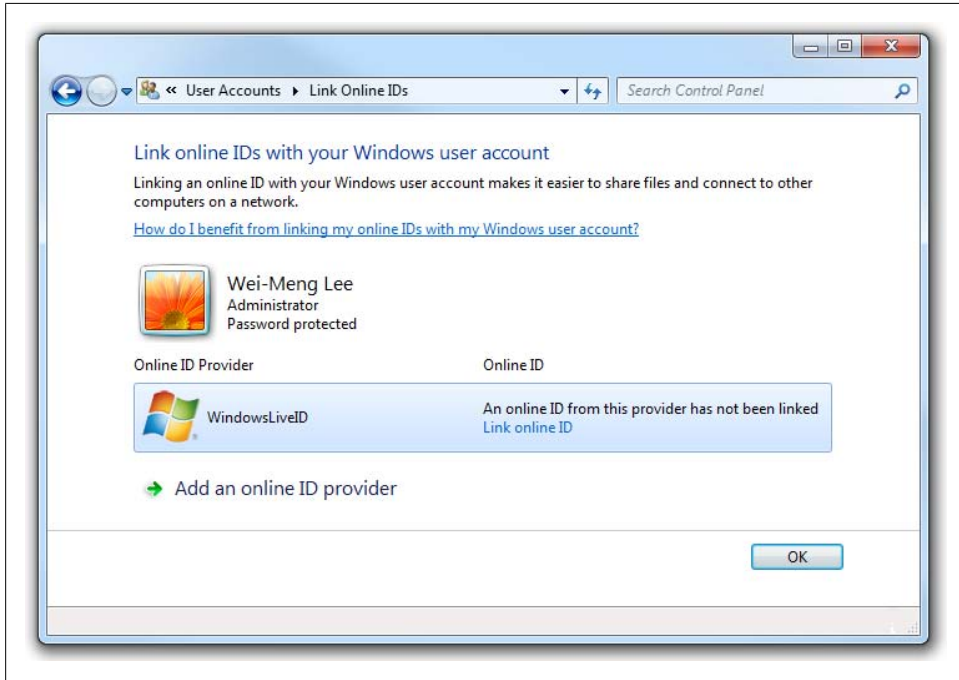 « User Accounts ▸ Link Online IDs
Search Control Panel
Link online IDs with your Windows user account
Linking an online ID with your Windows user account makes it easier to share files and connect to other
computers on a network.
How do I benefit from linking my online IDs with my Windows user account?
Wei-Meng Lee
Administrator
Password protected
Online ID Provider
Online ID
WindowsLiveID
An online ID from this provider has not been linked
Link online ID
Add an online ID provider
OK